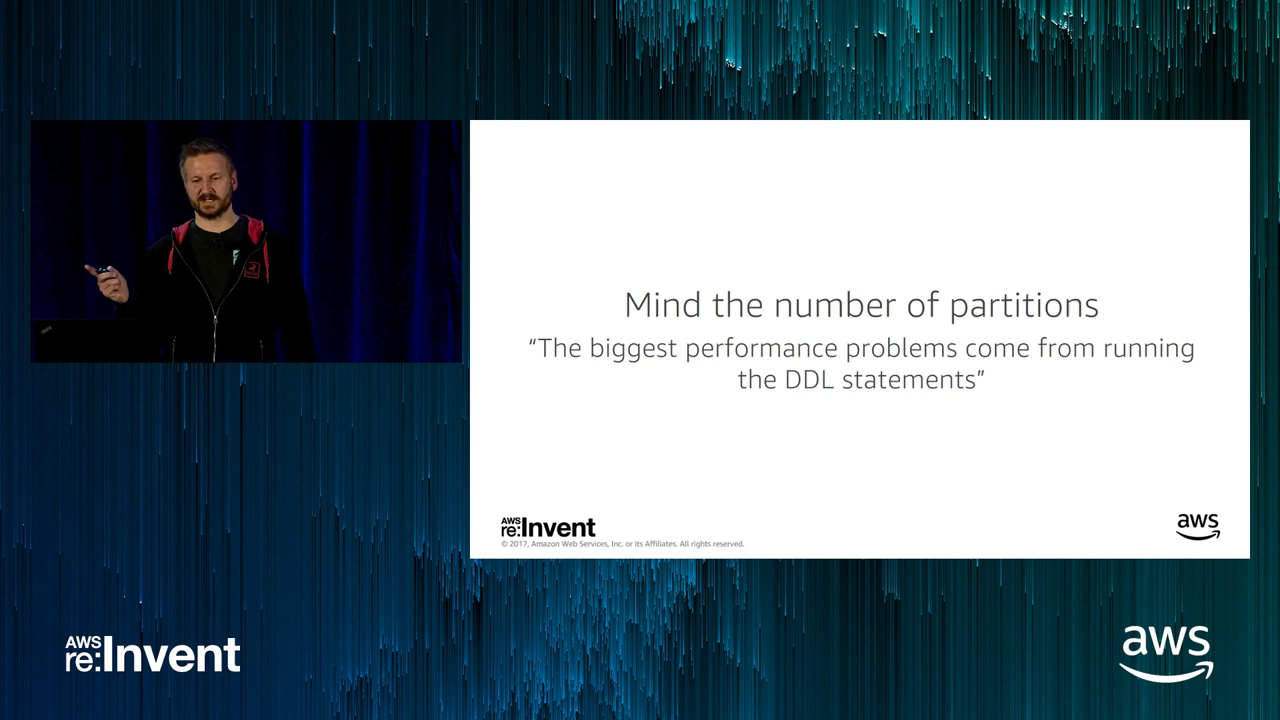 Mind the number of partitions
“The biggest performance problems come from running
the DDL statements”
AWS
re:Invent
© 2017, Amazon Web Services, Inc. or its Affiliates. All rights reserved.
aws
AWS
re:Invent
aws